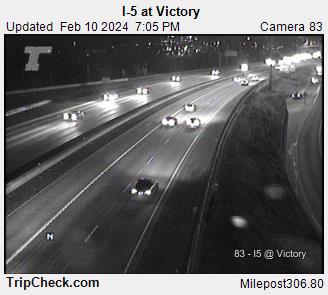 I-5 at Victory
Updated Feb 10 2024 7:05 PM Camera 83
T
N
83 - I5 @ Victory
TripCheck.com Milepost306.80